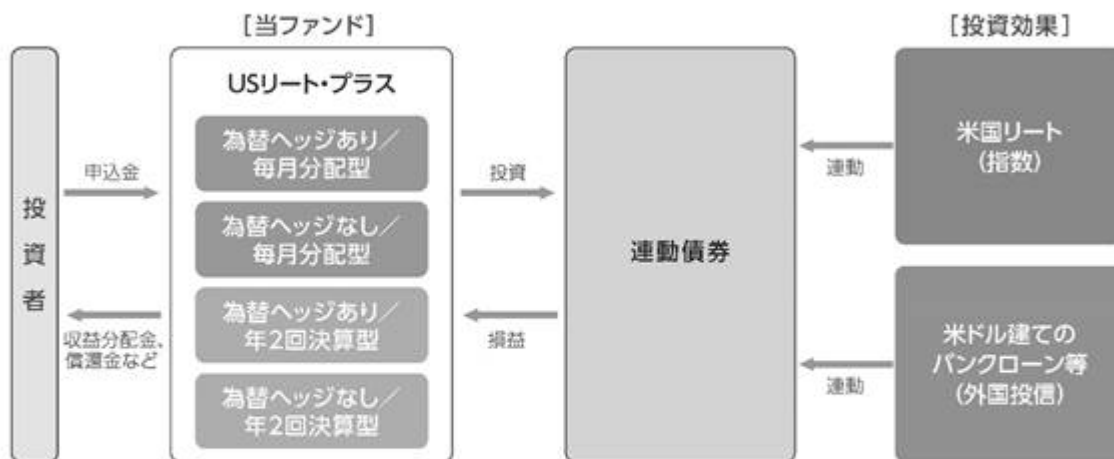 [当ファンド]
[投資効果]
投資者
申込金
収益分配金、
償還金など
USリート・プラス
為替ヘッジあり／
毎月分配型
為替ヘッジなし／
毎月分配型
為替ヘッジあり／
年2回決算型
為替ヘッジなし／
年2回決算型
投資
損益
連動債券
連動
連動
米国リート
(指数)
米ドル建ての
バンクローン等
(外国投信)